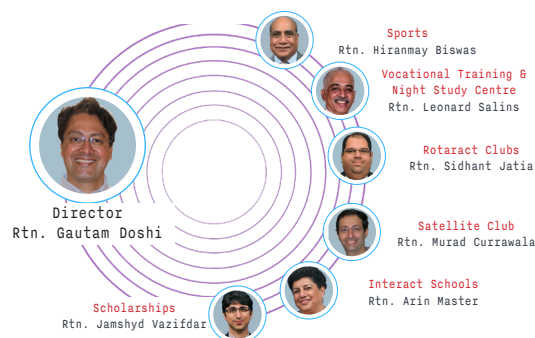 Sports
Rtn. Hiranmay Biswas
Vocational Training &
Night Study Centre
Rtn. Leonard Salins
Rotaract Clubs
Rtn. Sidhant Jatia
Director
Rtn. Gautam Doshi
Satellite Club
Rtn. Murad Currawala
Interact Schools
Rtn. Arin Master
Scholarships
Rtn. Jamshyd Vazifdar